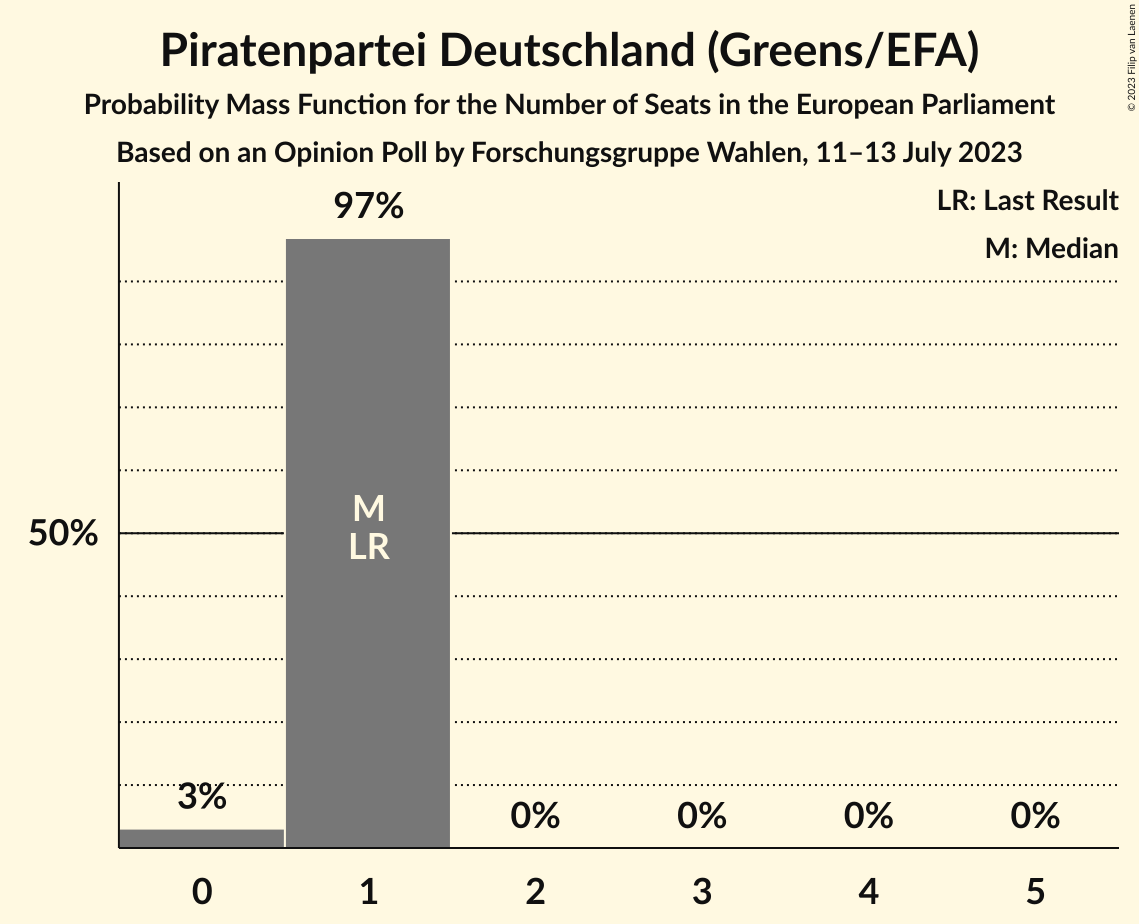 Piratenpartei Deutschland (Greens/EFA)
Probability Mass Function for the Number of Seats in the European Parliament
Based on an Opinion Poll by Forschungsgruppe Wahlen, 11–13 July 2023
© 2023 Filip van Laenen
LR: Last Result
M: Median
97%
M
LR
50%
3%
0%
0%
0%
0%
0
1
2
3
4
5